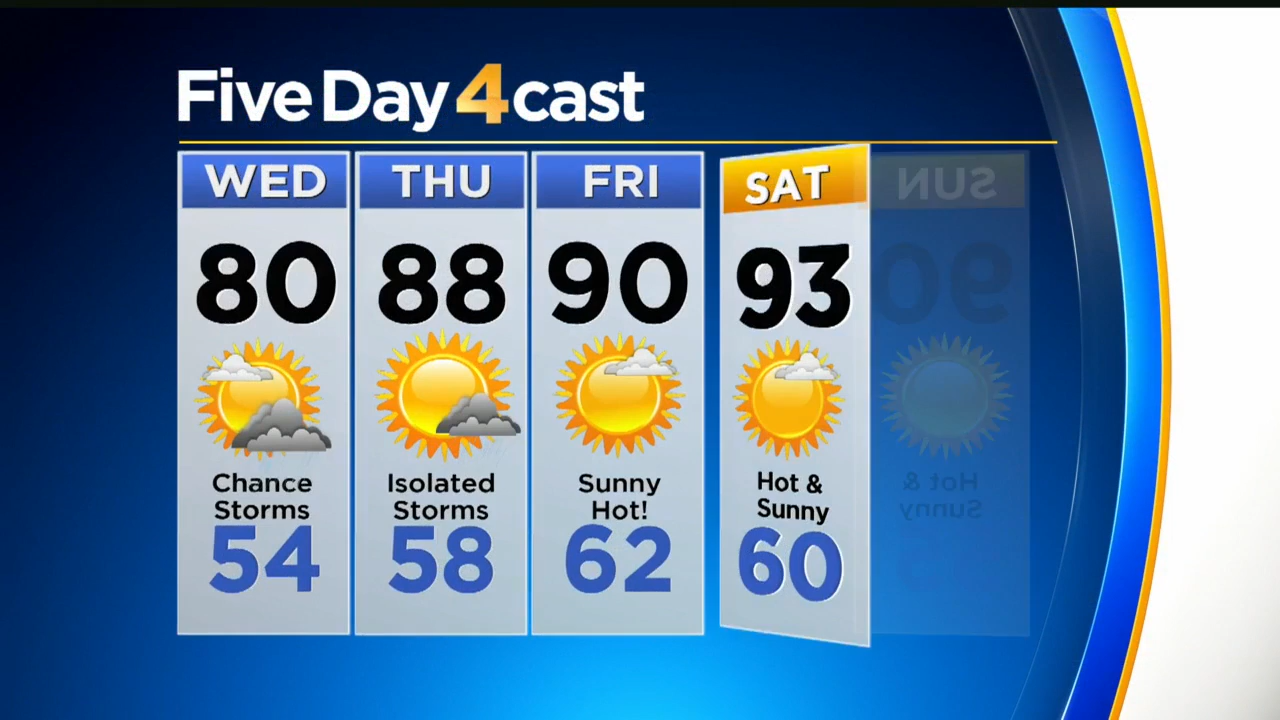 Five Day 4cast
WED
80
Chance
Storms
54
THU
88
Isolated
Storms
58
FRI
90
Sunny
Hot!
62
SAT
93
Hot &
Sunny
60
SUN
90
Hot &
Sunny